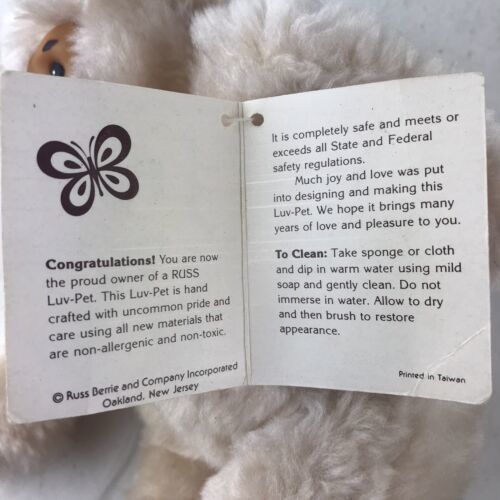 Congratulations! You are now
the proud owner of a RUSS
Luv-Pet. This Luv-Pet is hand
crafted with uncommon pride and
care using all new materials that
are non-allergenic and non-toxic.
© Russ Berrie and Company Incorporated
Oakland, New Jersey
It is completely safe and meets or
exceeds all State and Federal
safety regulations.
Much joy and love was put
into designing and making this
Luv-Pet. We hope it brings many
years of love and pleasure to you.
To Clean: Take sponge or cloth
and dip in warm water using mild
soap and gently clean. Do not
immerse in water. Allow to dry
and then brush to restore
appearance.
Printed in Taiwan